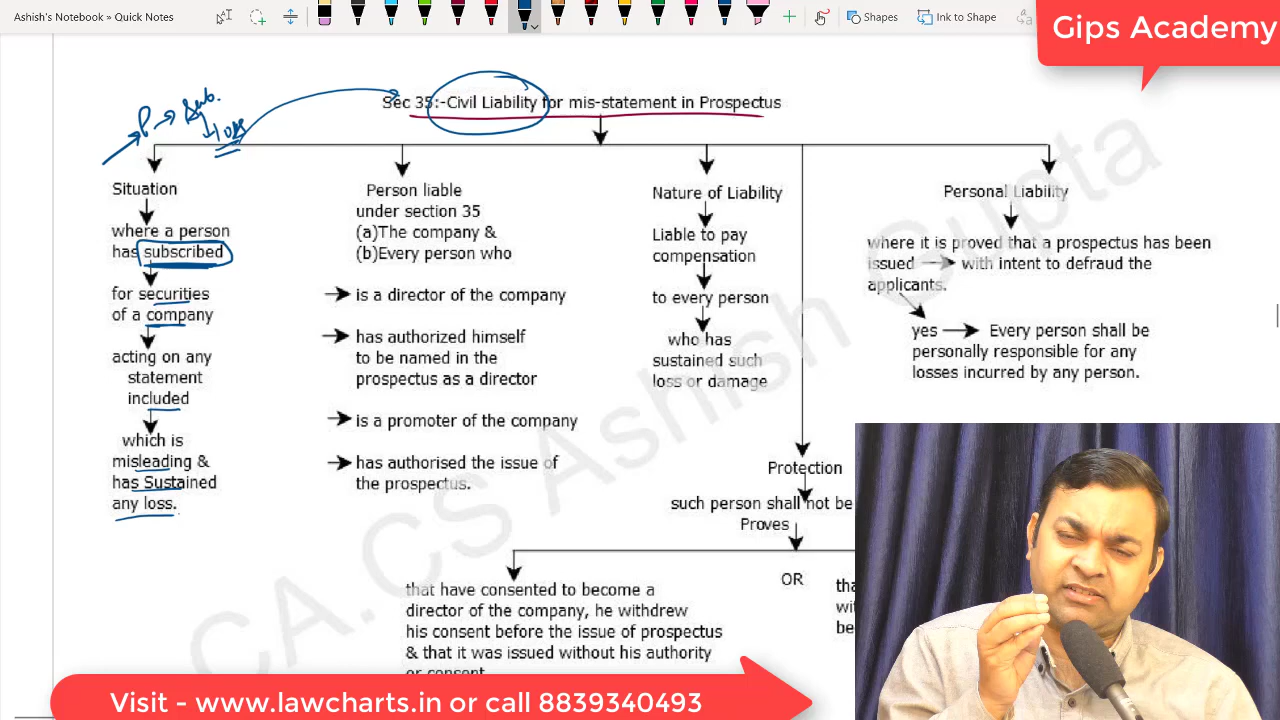 Ashish's Notebook » Quick Notes
Shapes
Ink to Shape
Gips Academy
P → Sub.
Sec 35:-Civil Liability for mis-statement in Prospectus
Situation
where a person
has subscribed
for securities
of a company
acting on any
statement
included
which is
misleading &
has Sustained
any loss.
Person liable
under section 35
(a)The company &
(b)Every person who
is a director of the company
has authorized himself
to be named in the
prospectus as a director
is a promoter of the company
has authorised the issue of
the prospectus.
Nature of Liability
Liable to pay
compensation
to every person
who has
sustained such
loss or damage
Personal Liability
where it is proved that a prospectus has been
issued → with intent to defraud the
applicants.
yes → Every person shall be
personally responsible for any
losses incurred by any person.
Protection
such person shall not be
Proves
that have consented to become a
director of the company, he withdrew
his consent before the issue of prospectus
& that it was issued without his authority
or consent
OR
CA.CS Ashish Gupta
Visit - www.lawcharts.in or call 8839340493